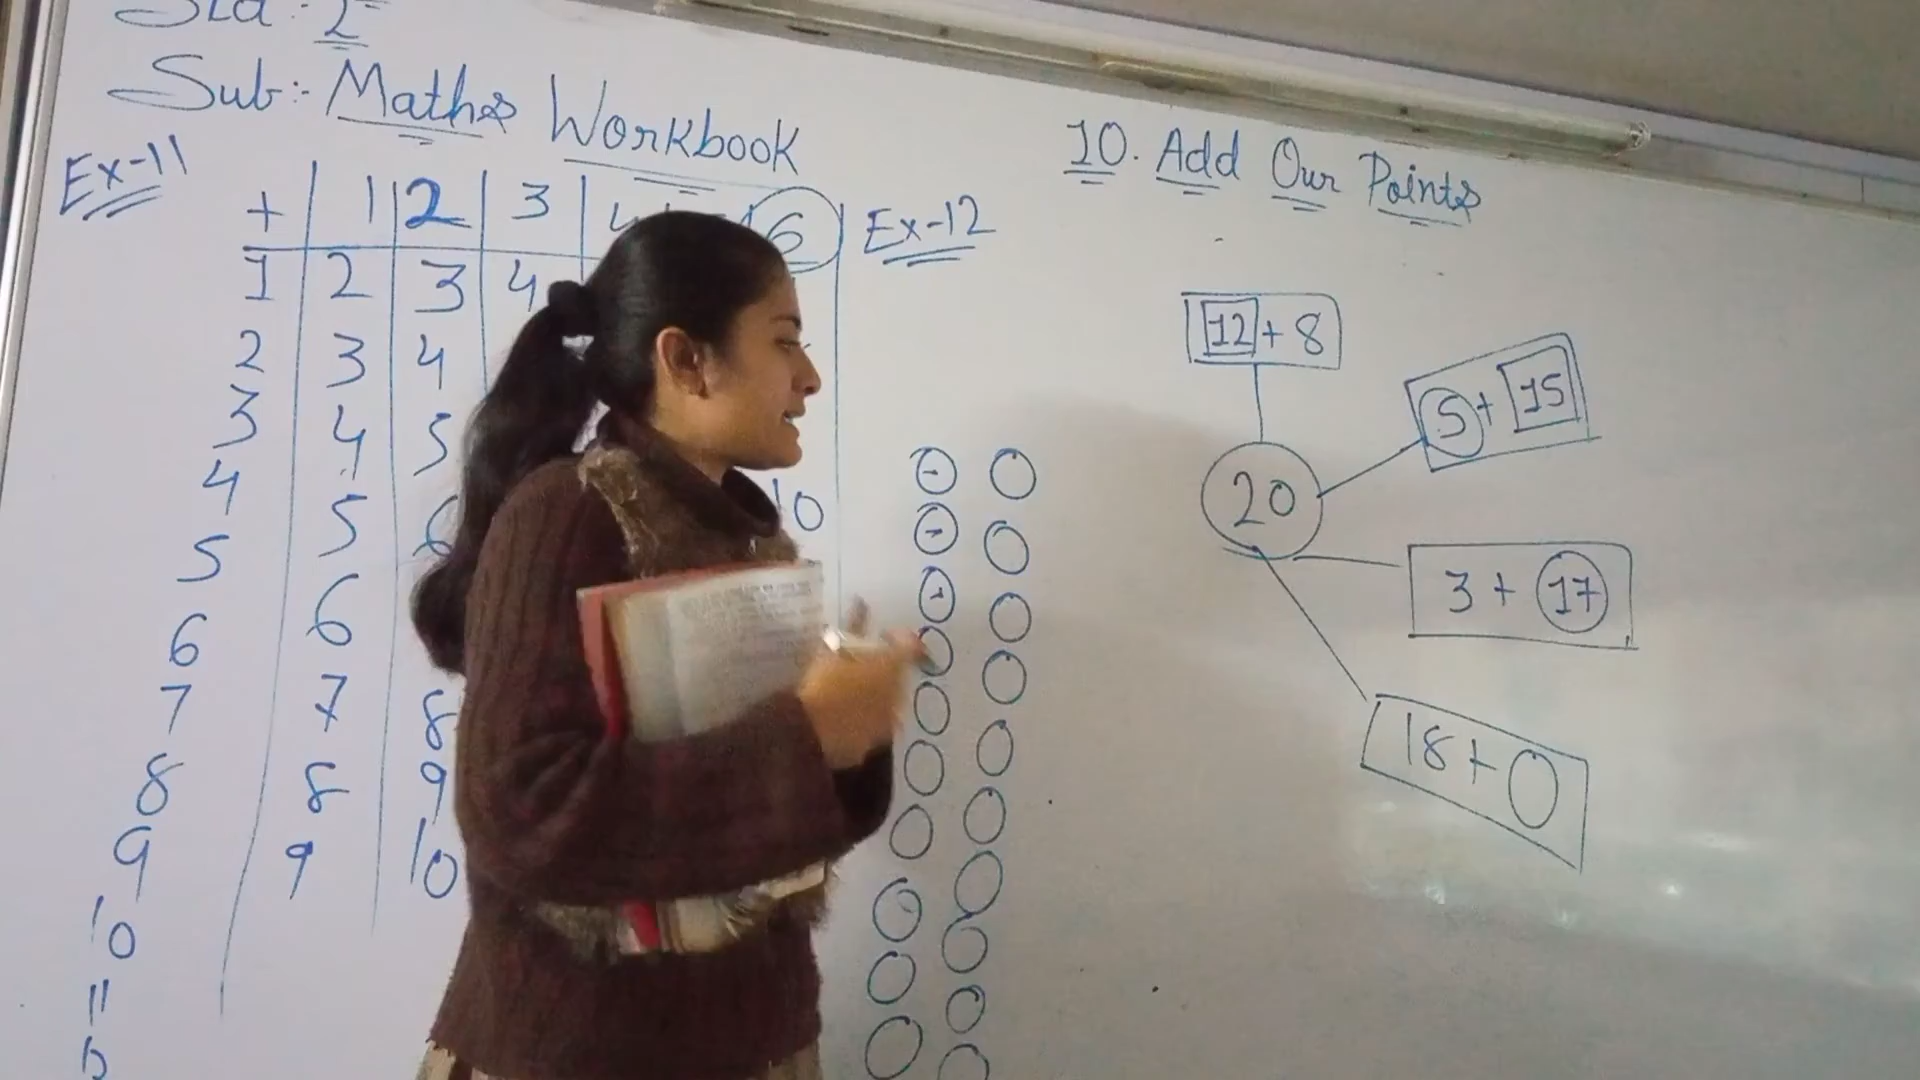 Std :- 2
Sub:- Maths Workbook
10. Add Our Points
Ex-11
+ 1 2 3 4 6
1 2 3 4
2 3 4
3 4 5
4 5 6 10
5 6
6 7 8
7 8 9
8 9 10
9
10
11
Ex-12
12 + 8
5 + 15
20
3 + 17
18 +